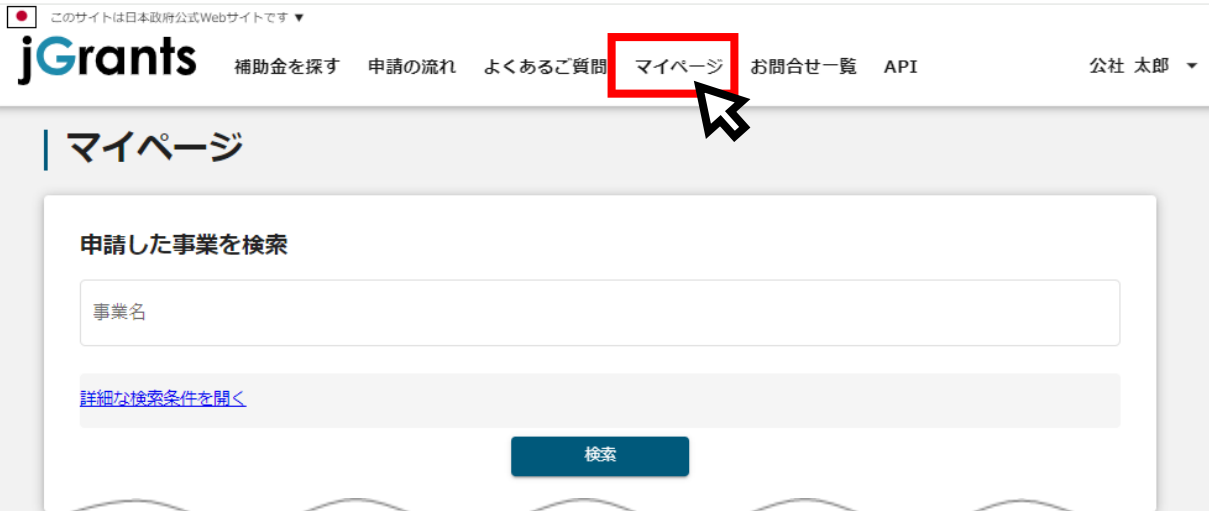 このサイトは日本政府公式Webサイトです ▼
jGrants 補助金を探す 申請の流れ よくあるご質問 マイページ お問合せ一覧 API 公社 太郎 ▼
マイページ
申請した事業を検索
事業名
詳細な検索条件を開く
検索